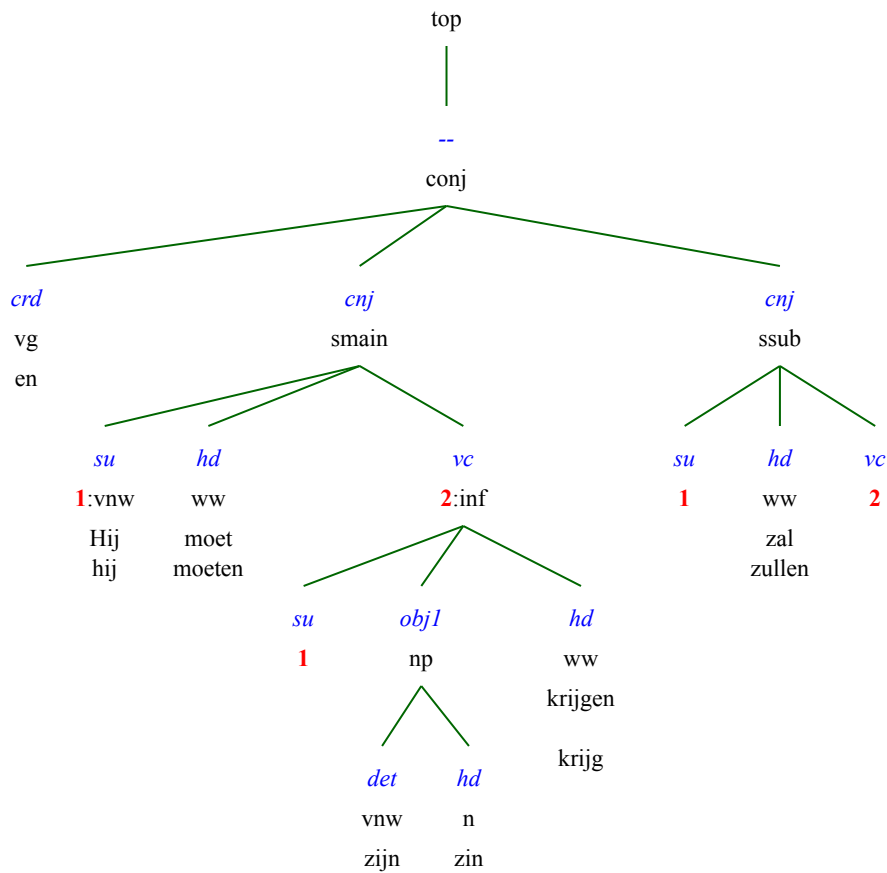 top
--
conj
crd cnj cnj
vg smain ssub
en
su hd vc su hd vc
1:vnw ww 2:inf 1 ww 2
Hij moet zal
hij moeten zullen
su obj1 hd
1 np ww
krijgen
krijg
det hd
vnw n
zijn zin